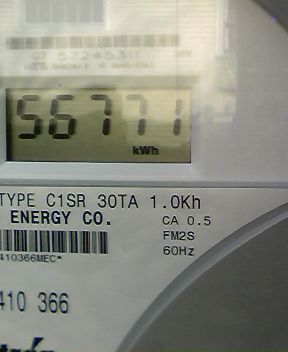 56771
kWh
TYPE C1SR 30TA 1.0Kh
ENERGY CO. CA 0.5
FM2S
410366MEC* 60Hz
410 366